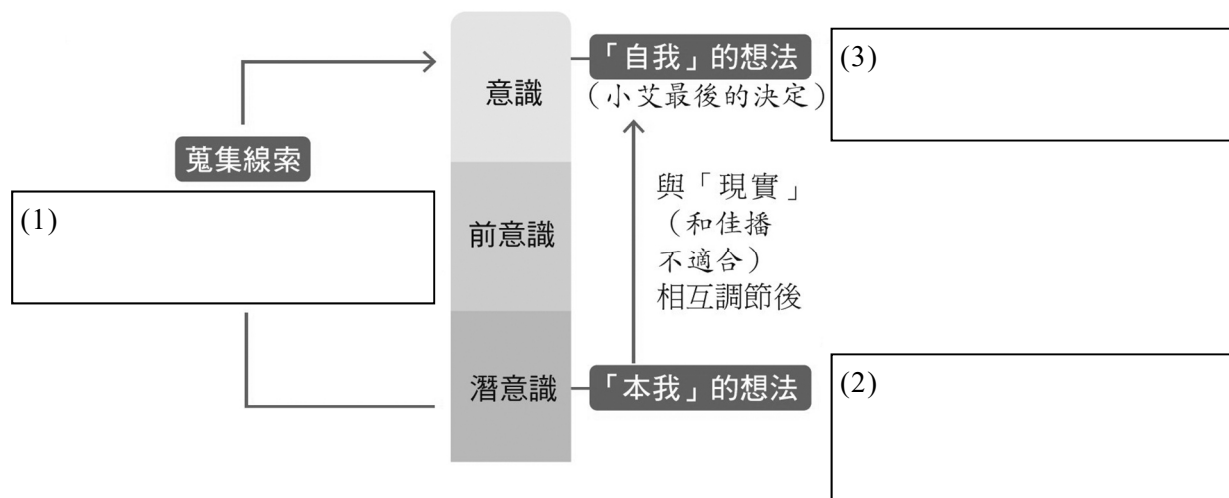 意識
「自我」的想法
（小艾最後的決定）
(3)
蒐集線索
(1)
前意識
與「現實」
（和佳播
不適合）
相互調節後
潛意識
「本我」的想法
(2)